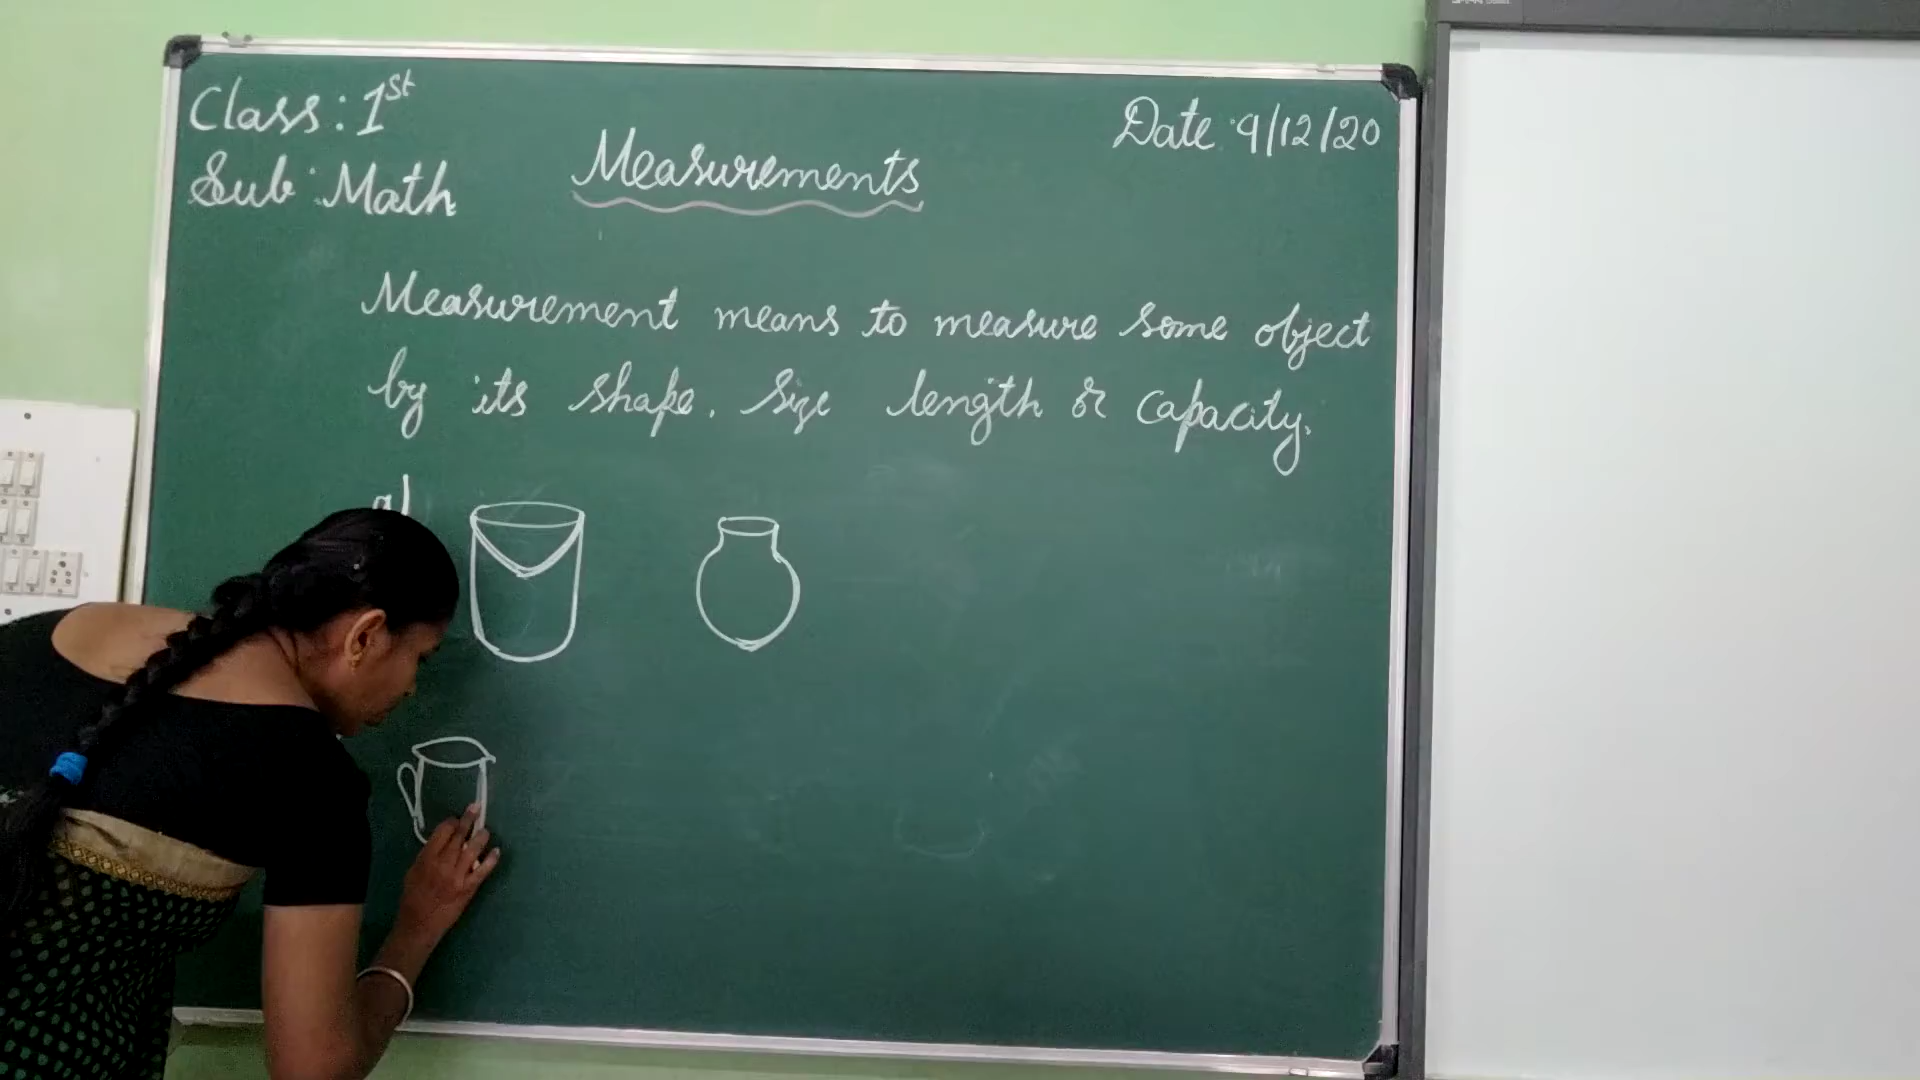 Class: 1st
Date: 9/12/20
Sub: Math
Measurements
Measurement means to measure some object
by its shape, size length or capacity.
a)